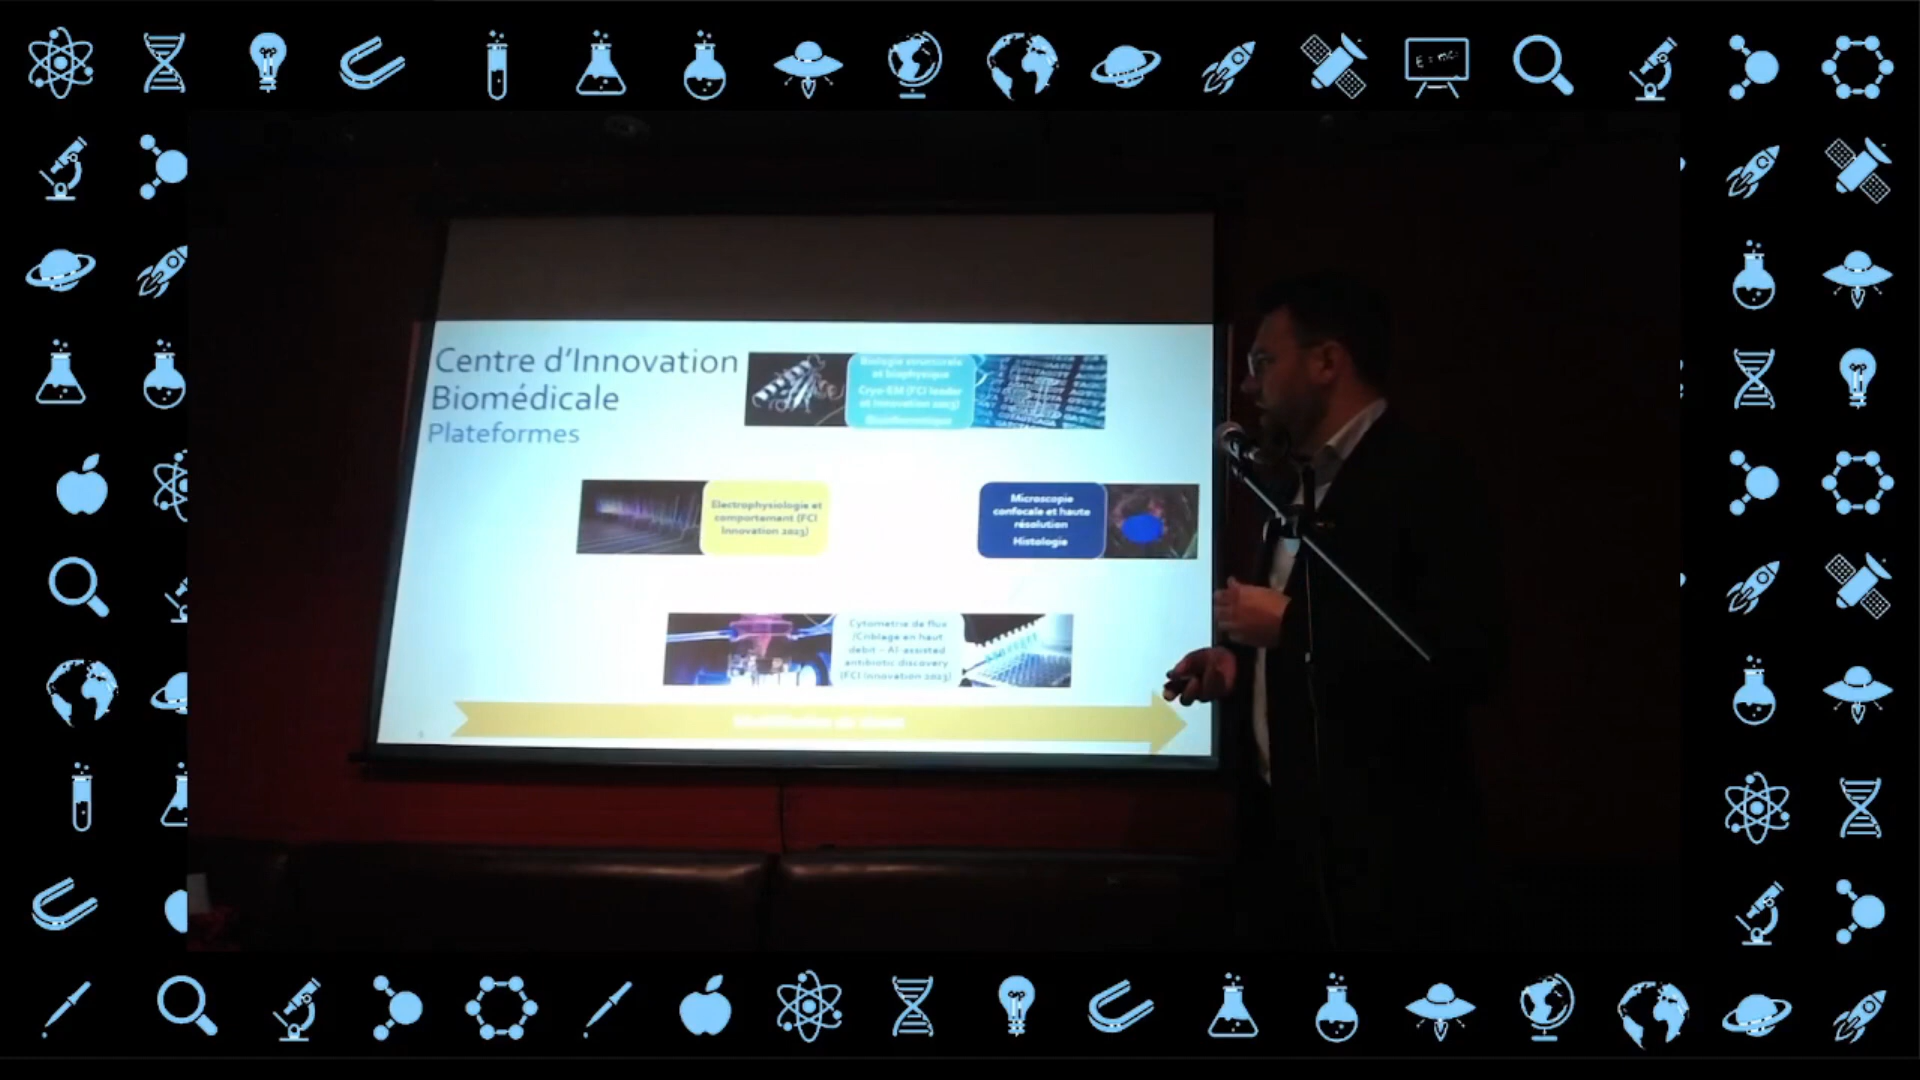 E = mc²
Centre d'Innovation
Biomédicale
Plateformes
Biologie structurale
et biophysique
Cryo-EM (FCI leader
et Innovation 2023)
Bioinformatique
Electrophysiologie et
comportement (FCI
Innovation 2023)
Microscopie
confocale et haute
résolution
Histologie
Cytometrie de flux
/Criblage en haut
debit – AI-assisted
antibiotic discovery
(FCI Innovation 2023)